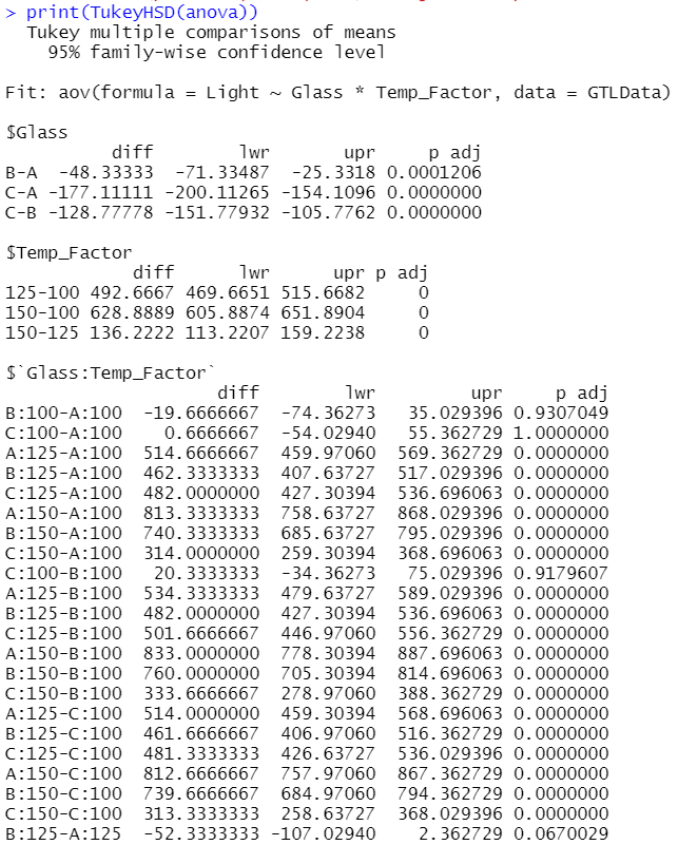 > print(TukeyHSD(anova))
  Tukey multiple comparisons of means
    95% family-wise confidence level

Fit: aov(formula = Light ~ Glass * Temp_Factor, data = GTLData)

$Glass
          diff        lwr       upr     p adj
B-A  -48.33333  -71.33487  -25.3318 0.0001206
C-A -177.11111 -200.11265 -154.1096 0.0000000
C-B -128.77778 -151.77932 -105.7762 0.0000000

$Temp_Factor
            diff      lwr      upr p adj
125-100 492.6667 469.6651 515.6682     0
150-100 628.8889 605.8874 651.8904     0
150-125 136.2222 113.2207 159.2238     0

$`Glass:Temp_Factor`
                    diff        lwr        upr     p adj
B:100-A:100  -19.6666667  -74.36273  35.029396 0.9307049
C:100-A:100    0.6666667  -54.02940  55.362729 1.0000000
A:125-A:100  514.6666667  459.97060 569.362729 0.0000000
B:125-A:100  462.3333333  407.63727 517.029396 0.0000000
C:125-A:100  482.0000000  427.30394 536.696063 0.0000000
A:150-A:100  813.3333333  758.63727 868.029396 0.0000000
B:150-A:100  740.3333333  685.63727 795.029396 0.0000000
C:150-A:100  314.0000000  259.30394 368.696063 0.0000000
C:100-B:100   20.3333333  -34.36273  75.029396 0.9179607
A:125-B:100  534.3333333  479.63727 589.029396 0.0000000
B:125-B:100  482.0000000  427.30394 536.696063 0.0000000
C:125-B:100  501.6666667  446.97060 556.362729 0.0000000
A:150-B:100  833.0000000  778.30394 887.696063 0.0000000
B:150-B:100  760.0000000  705.30394 814.696063 0.0000000
C:150-B:100  333.6666667  278.97060 388.362729 0.0000000
A:125-C:100  514.0000000  459.30394 568.696063 0.0000000
B:125-C:100  461.6666667  406.97060 516.362729 0.0000000
C:125-C:100  481.3333333  426.63727 536.029396 0.0000000
A:150-C:100  812.6666667  757.97060 867.362729 0.0000000
B:150-C:100  739.6666667  684.97060 794.362729 0.0000000
C:150-C:100  313.3333333  258.63727 368.029396 0.0000000
B:125-A:125  -52.3333333 -107.02940   2.362729 0.0670029